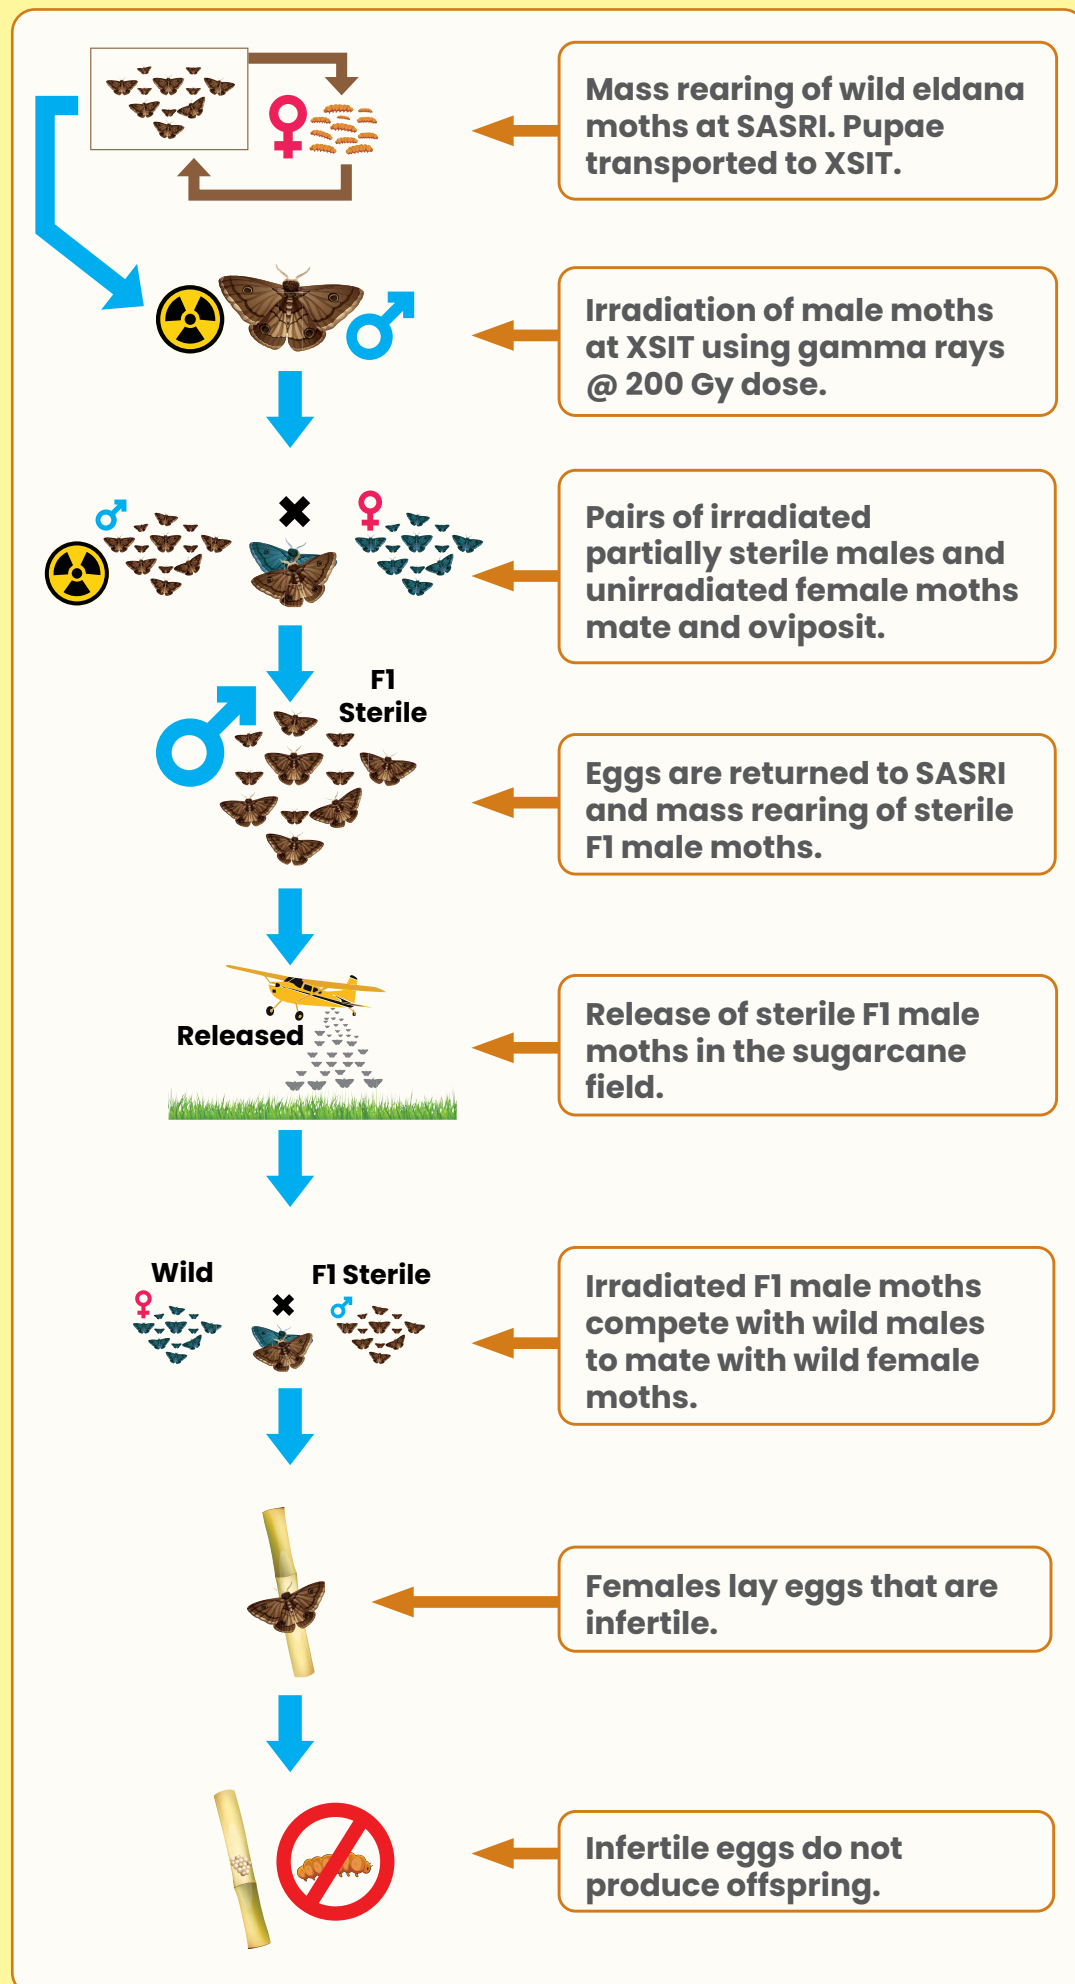 Mass rearing of wild eldana
moths at SASRI. Pupae
transported to XSIT.
Irradiation of male moths
at XSIT using gamma rays
@ 200 Gy dose.
Pairs of irradiated
partially sterile males and
unirradiated female moths
mate and oviposit.
F1
Sterile
Eggs are returned to SASRI
and mass rearing of sterile
F1 male moths.
Released
Release of sterile F1 male
moths in the sugarcane
field.
Wild
F1 Sterile
Irradiated F1 male moths
compete with wild males
to mate with wild female
moths.
Females lay eggs that are
infertile.
Infertile eggs do not
produce offspring.